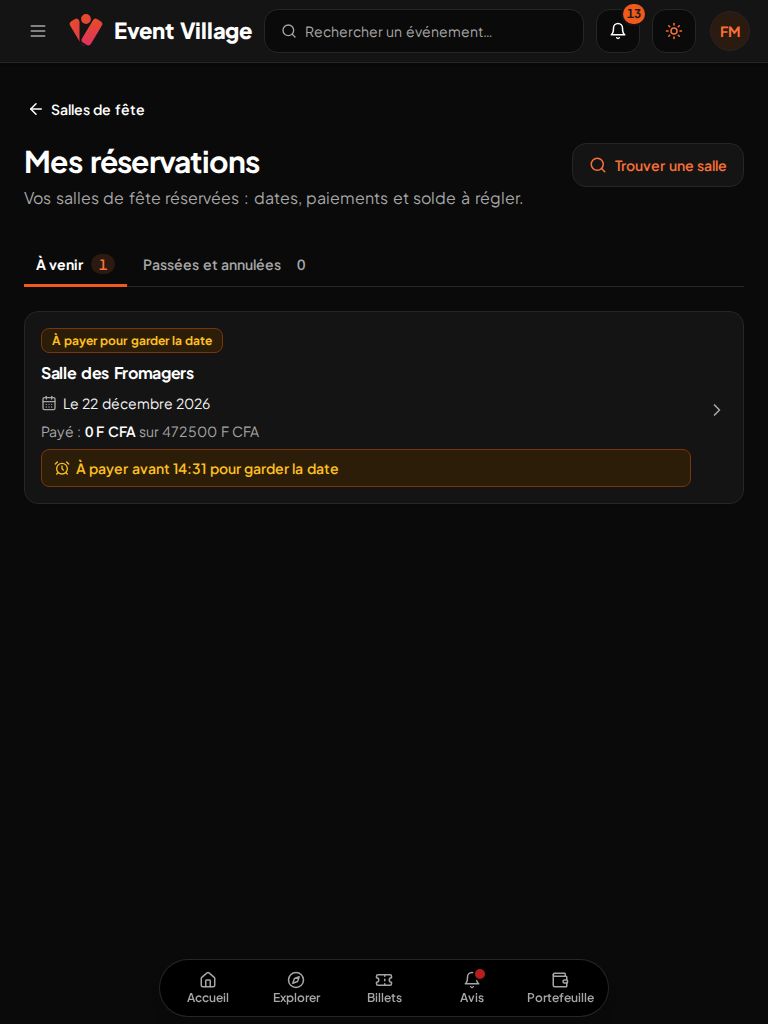 Event Village
Rechercher un événement...
13
FM
Salles de fête
Mes réservations
Trouver une salle
Vos salles de fête réservées : dates, paiements et solde à régler.
À venir 1 Passées et annulées 0
À payer pour garder la date
Salle des Fromagers
Le 22 décembre 2026
Payé : 0 F CFA sur 472500 F CFA
À payer avant 14:31 pour garder la date
Accueil Explorer Billets Avis Portefeuille